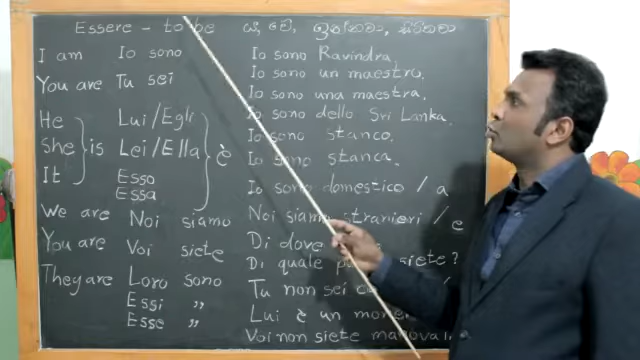 Essere - to be වේ,
I am Io sono
You are Tu sei
He Lui/Egli
She is Lei/Ella è
It Esso
Essa
We are Noi siamo
You are Voi siete
They are Loro sono
Essi "
Esse "
Io sono Ravindra,
Io sono un maestro,
Io sono una maestra,
Io sono dello Sri Lanka.
Io sono stanco.
Io sono stanca.
Io sono domestico / a
Noi siamo stranieri / e
Di dove
Di quale siete?
Tu non sei
Lui è un
Voi non siete